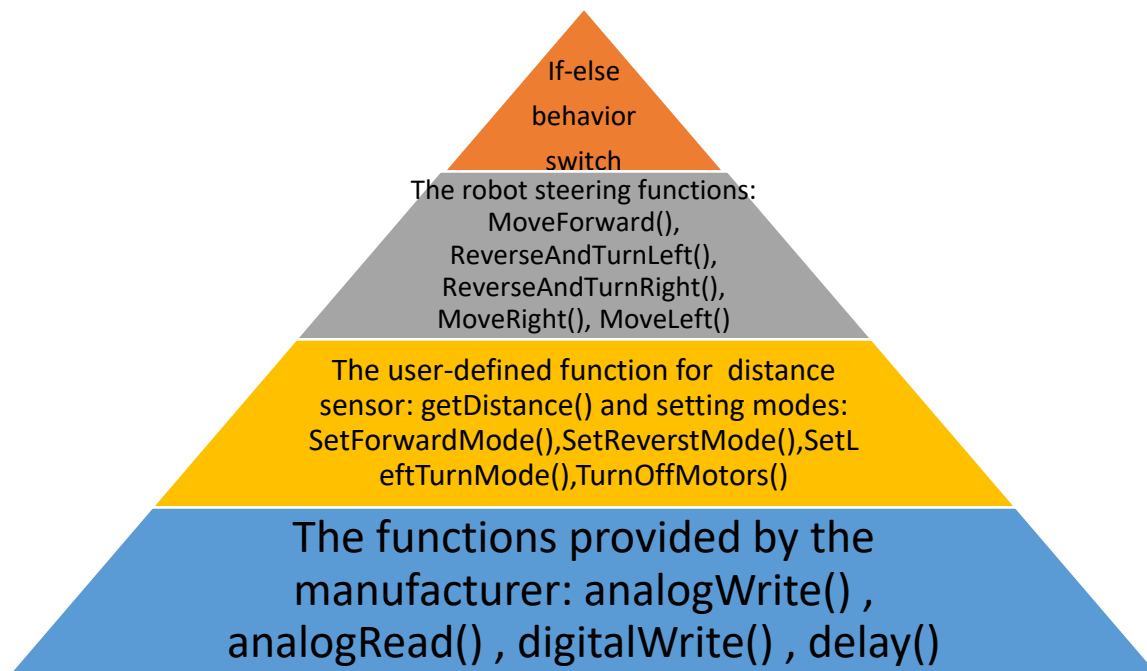 If-else
behavior
switch
The robot steering functions:
MoveForward(),
ReverseAndTurnLeft(),
ReverseAndTurnRight(),
MoveRight(), MoveLeft()
The user-defined function for  distance
sensor: getDistance() and setting modes:
SetForwardMode(),SetReverstMode(),SetL
eftTurnMode(),TurnOffMotors()
The functions provided by the
manufacturer: analogWrite() ,
analogRead() , digitalWrite() , delay()